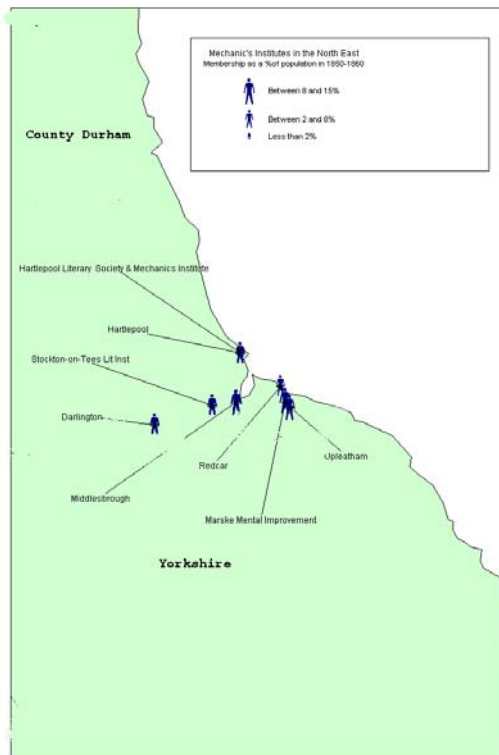 Mechanic's Institutes in the North East
Membership as a % of population in 1850-1860
Between 8 and 15%
Between 2 and 8%
Less than 2%
County Durham
Hartlepool Literary Society & Mechanics Institute
Hartlepool
Stockton-on-Tees Lit Inst
Darlington
Redcar
Upleatham
Middlesbrough
Marske Mental Improvement
Yorkshire